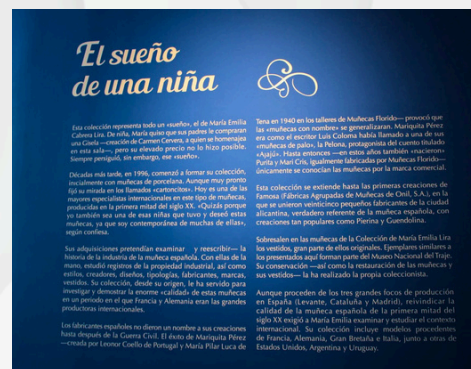 El sueño
de una niña
Esta colección representa todo un «sueño», el de María Emilia
Cabrera Lira. De niña, María quiso que sus padres le compraran
una Gisela —creación de Carmen Cervera, a quien se homenajea
en esta sala—, pero su elevado precio no lo hizo posible.
Siempre persiguió, sin embargo, ese «sueño».
Décadas más tarde, en 1996, comenzó a formar su colección,
inicialmente con muñecas de porcelana. Aunque muy pronto
fijó su mirada en los llamados «cartoncitos». Hoy es una de las
mayores especialistas internacionales en este tipo de muñecas,
producidas en la primera mitad del siglo XX. «Quizás porque
yo también sea una de esas niñas que tuvo y deseó estas
muñecas, ya que soy contemporánea de muchas de ellas»,
según confiesa.
Sus adquisiciones pretendían examinar y reescribir— la
historia de la industria de la muñeca española. Con ellas de la
mano, estudió registros de la propiedad industrial, así como
estilos, creadores, diseños, tipologías, fabricantes, marcas,
vestidos. Su colección, desde su origen, le ha servido para
investigar y demostrar la enorme «calidad» de estas muñecas
en un periodo en el que Francia y Alemania eran las grandes
productoras internacionales.
Los fabricantes españoles no dieron un nombre a sus creaciones
hasta después de la Guerra Civil. El éxito de Mariquita Pérez
—creada por Leonor Coello de Portugal y María Pilar Luca de
Tena en 1940 en los talleres de Muñecas Florido— provocó que
las «muñecas con nombre» se generalizaran. Mariquita Pérez
era como el escritor Luis Coloma había llamado a una de sus
«muñecas de palo», la Pelona, protagonista del cuento titulado
«Ajajú». Hasta entonces —en estos años también «nacieron»
Purita y Mari Cris, igualmente fabricadas por Muñecas Florido—
únicamente se conocían las muñecas por la marca comercial.
Esta colección se extiende hasta las primeras creaciones de
Famosa (Fábricas Agrupadas de Muñecas de Onil, S.A.), en la
que se unieron veinticinco pequeños fabricantes de la ciudad
alicantina, verdadero referente de la muñeca española, con
creaciones tan populares como Pierina y Guendolina.
Sobresalen en las muñecas de la Colección de María Emilia Lira
los vestidos, gran parte de ellos originales. Ejemplares similares a
los presentados aquí forman parte del Museo Nacional del Traje.
Su conservación —así como la restauración de las muñecas y
sus vestidos— la ha realizado la propia coleccionista.
Aunque proceden de los tres grandes focos de producción
en España (Levante, Cataluña y Madrid), reivindicar la
calidad de la muñeca española de la primera mitad del
siglo XX exigió a María Emilia examinar y estudiar el contexto
internacional. Su colección incluye modelos procedentes
de Francia, Alemania, Gran Bretaña e Italia, junto a otras de
Estados Unidos, Argentina y Uruguay.